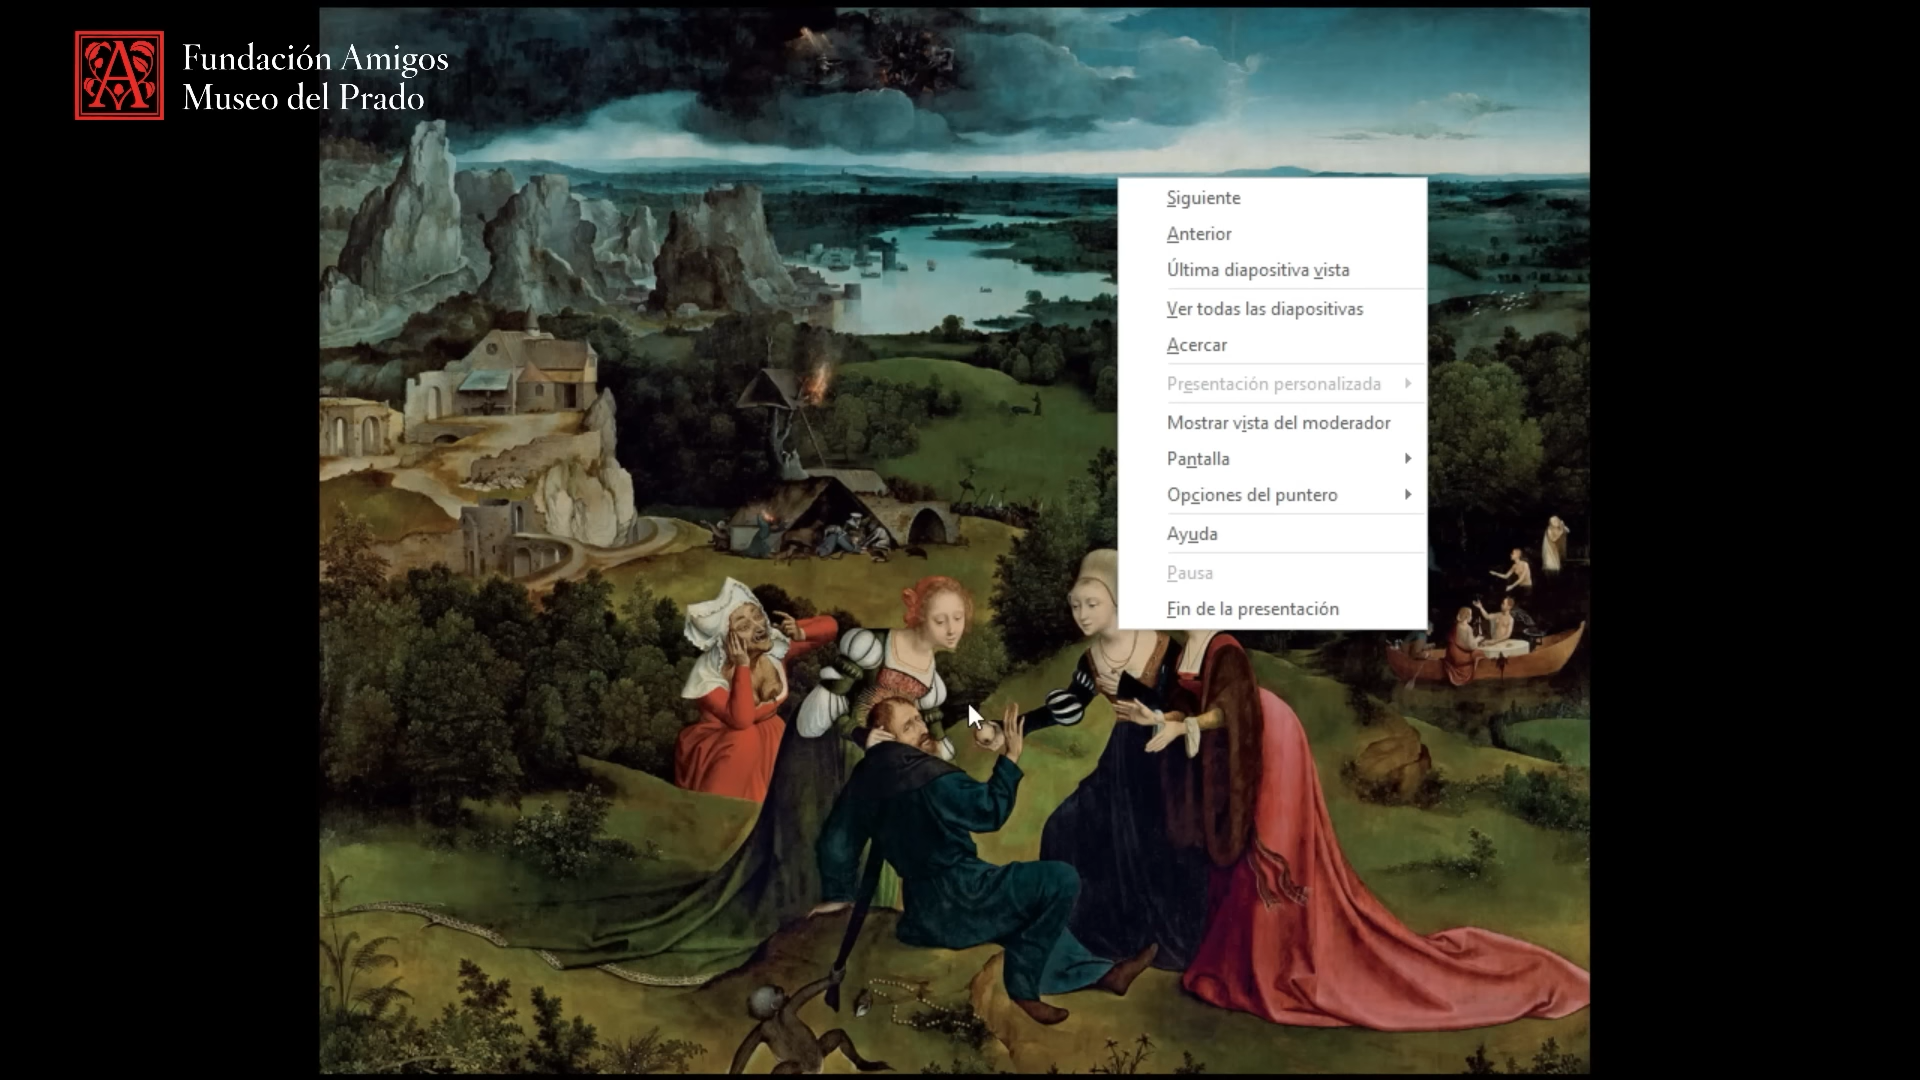 Fundación Amigos
Museo del Prado
Siguiente
Anterior
Última diapositiva vista
Ver todas las diapositivas
Acercar
Presentación personalizada
Mostrar vista del moderador
Pantalla
Opciones del puntero
Ayuda
Pausa
Fin de la presentación